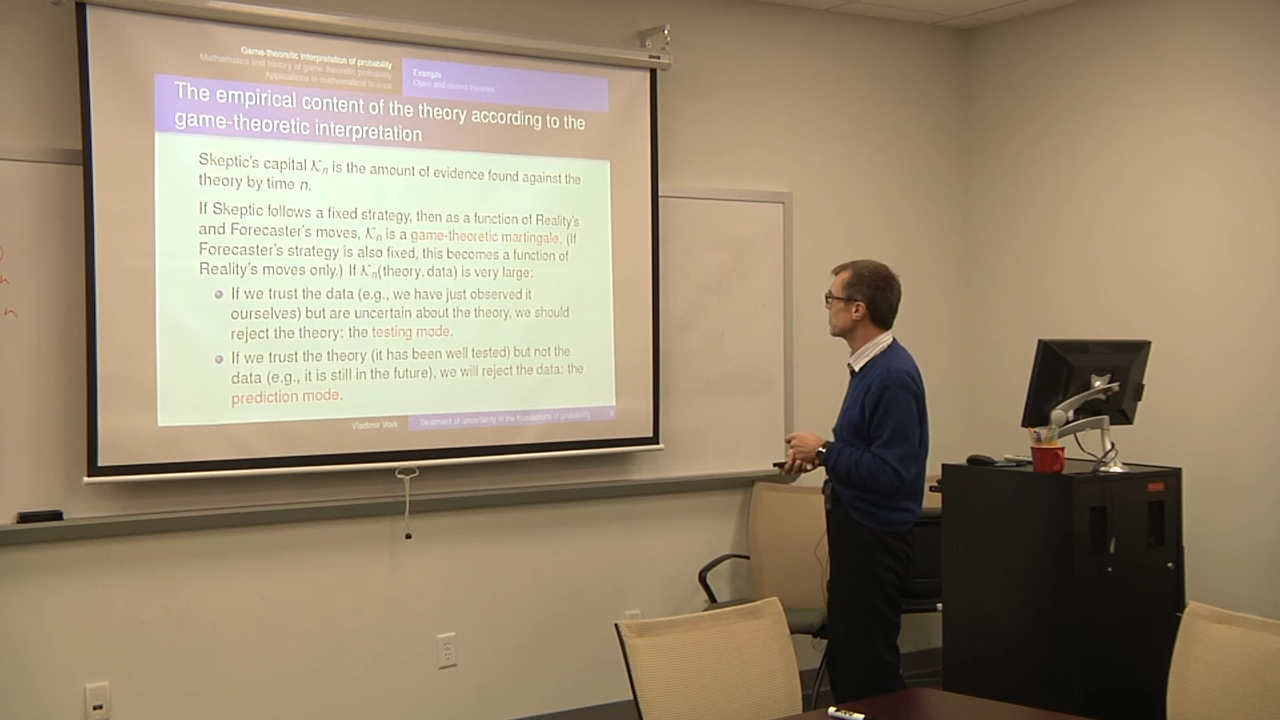 Game-theoretic interpretation of probability
Mathematics and history of game-theoretic probability
Applications in mathematical finance
Example
Open and closed theories
The empirical content of the theory according to the
game-theoretic interpretation
Skeptic's capital 𝒦ₙ is the amount of evidence found against the
theory by time n.
If Skeptic follows a fixed strategy, then as a function of Reality's
and Forecaster's moves, 𝒦ₙ is a game-theoretic martingale. (If
Forecaster's strategy is also fixed, this becomes a function of
Reality's moves only.) If 𝒦ₙ(theory, data) is very large:
If we trust the data (e.g., we have just observed it
ourselves) but are uncertain about the theory, we should
reject the theory: the testing mode.
If we trust the theory (it has been well tested) but not the
data (e.g., it is still in the future), we will reject the data: the
prediction mode.
Vladimir Vovk
Treatment of uncertainty in the foundations of probability